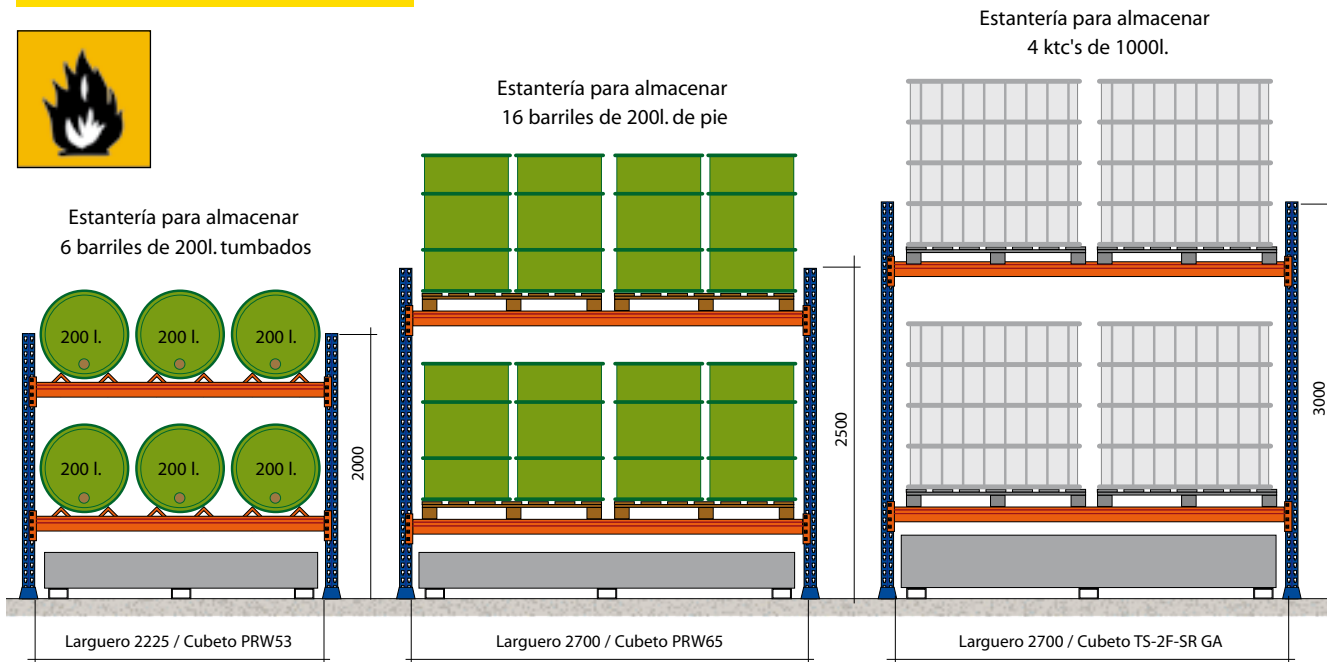 Estantería para almacenar
6 barriles de 200l. tumbados
200 l.
200 l.
200 l.
200 l.
200 l.
200 l.
2000
Larguero 2225 / Cubeto PRW53
Estantería para almacenar
16 barriles de 200l. de pie
2500
Larguero 2700 / Cubeto PRW65
Estantería para almacenar
4 ktc's de 1000l.
3000
Larguero 2700 / Cubeto TS-2F-SR GA